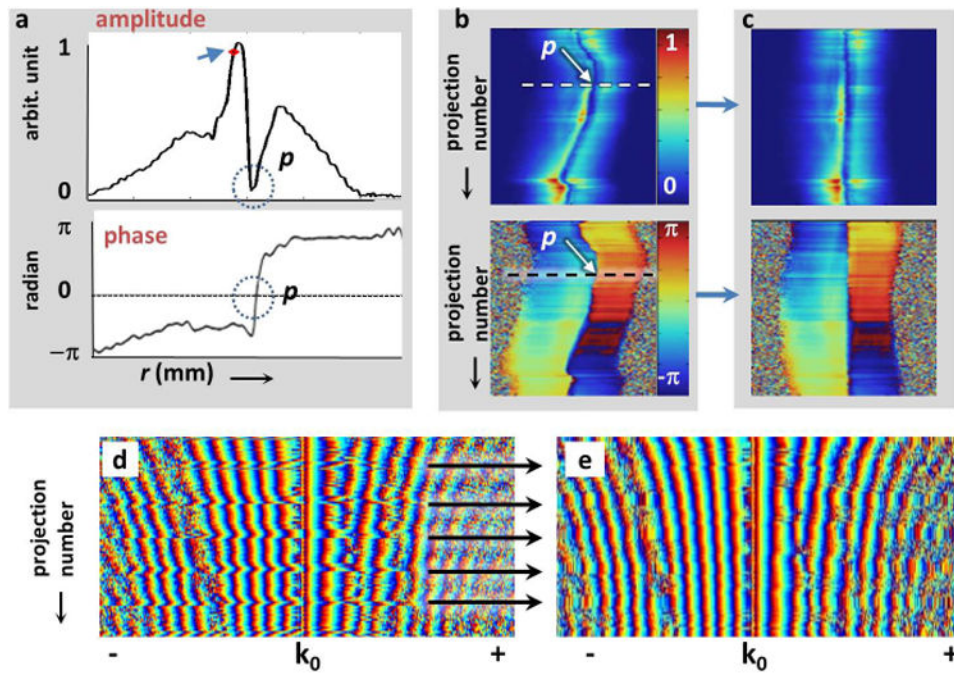 a
amplitude
1
arbit. unit
p
0
π
phase
radian
0
p
−π
r (mm)
b
p
1
projection
number
0
p
π
projection
number
-π
c
d
projection
number
- k0 +
e
- k0 +